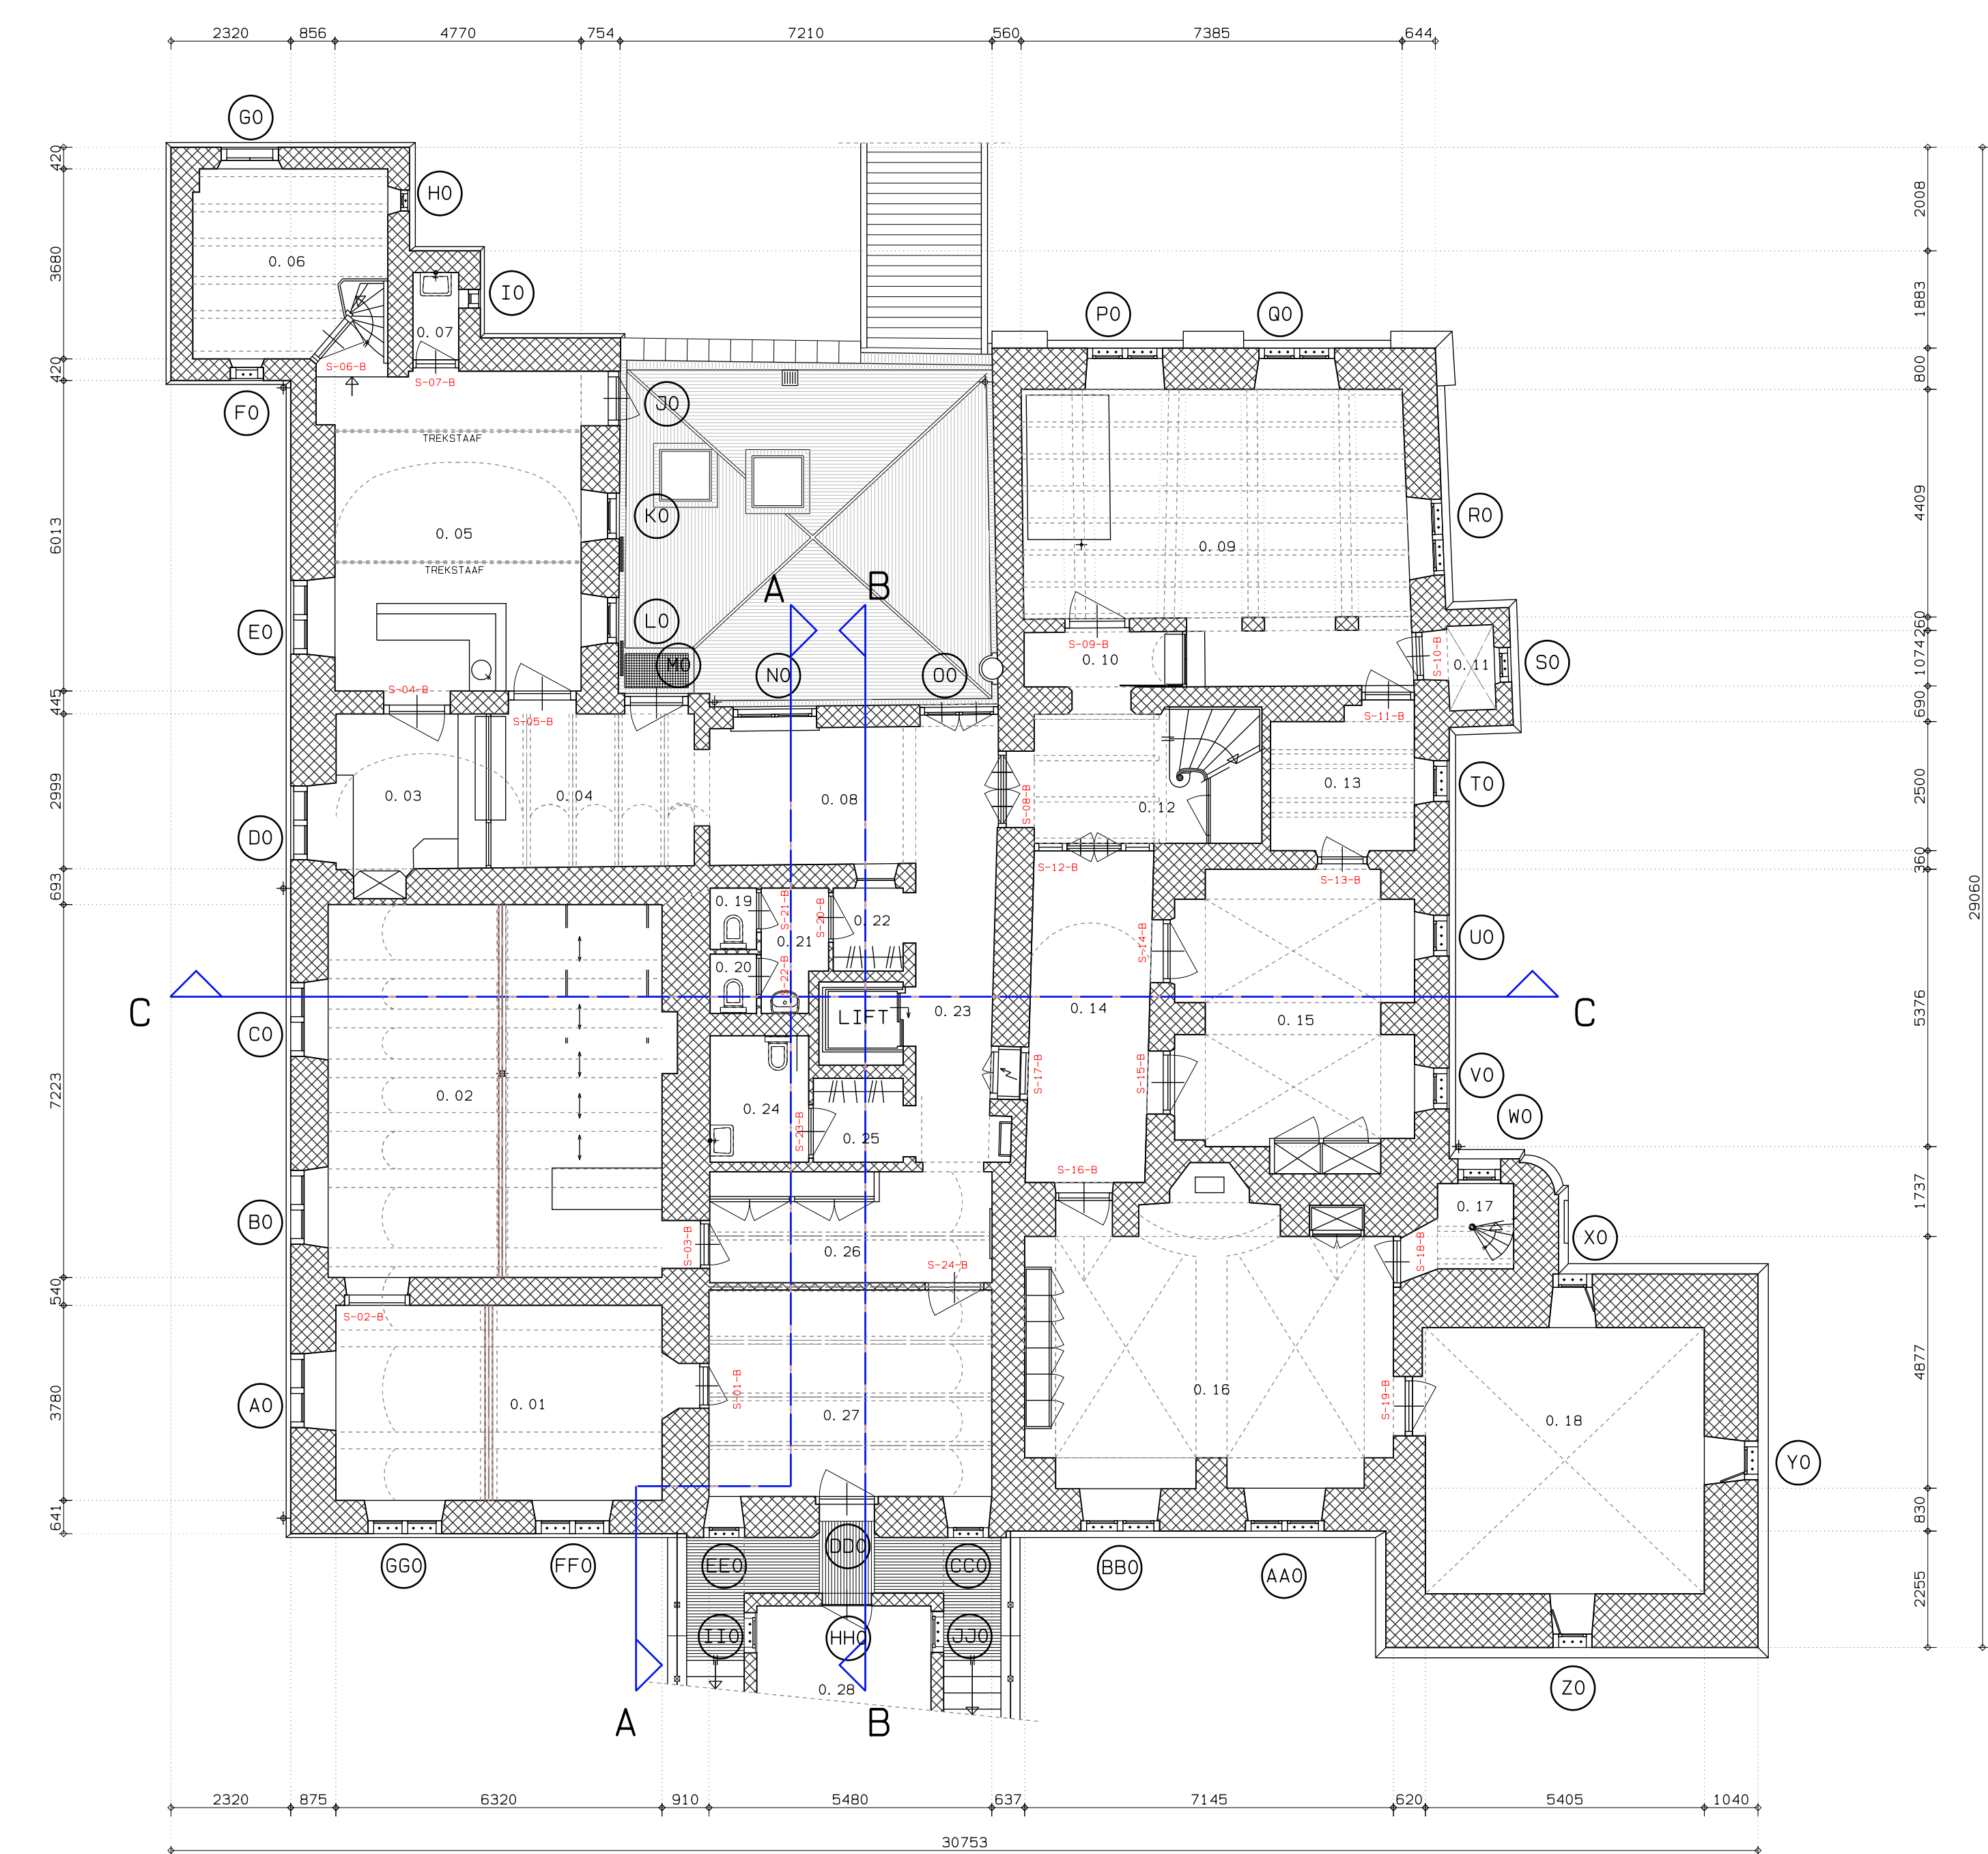 2320 856 4770 754 7210 560 7385 644
G0
420
H0
2008
3680
0.06
I0
0.07
1883
P0 Q0
S-06-B
S-07-B
420
800
F0
J0
TREKSTAAF
4409
K0
R0
6013
0.05
0.09
TREKSTAAF
A B
L0
E0
260
S-09-B
S-10-B
M0 N0 O0
0.10
0.11
S0
1074
S-04-B
445
S-05-B
S-11-B
690
2999
0.03
0.04
0.08
S-08-B
0.12
0.13
T0
2500
D0
S-12-B
360
S-13-B
693
0.19
S-21-B
S-20-B
0.22
S-14-B
U0
0.21
0.20
S-22-B
C
C0
LIFT
0.23
0.14
0.15
C
5376
7223
0.02
S-17-B
S-15-B
V0
0.24
S-23-B
0.25
W0
S-16-B
0.17
1737
B0
S-03-B
0.26
S-24-B
S-18-B
X0
540
S-02-B
4877
3780
A0
0.01
S-01-B
0.27
0.16
S-19-B
0.18
Y0
641
830
GG0 FF0 EE0 DD0 CC0 BB0 AA0
2255
II0 HH0 JJ0
0.28
Z0
A B
29060
2320 875 6320 910 5480 637 7145 620 5405 1040
30753